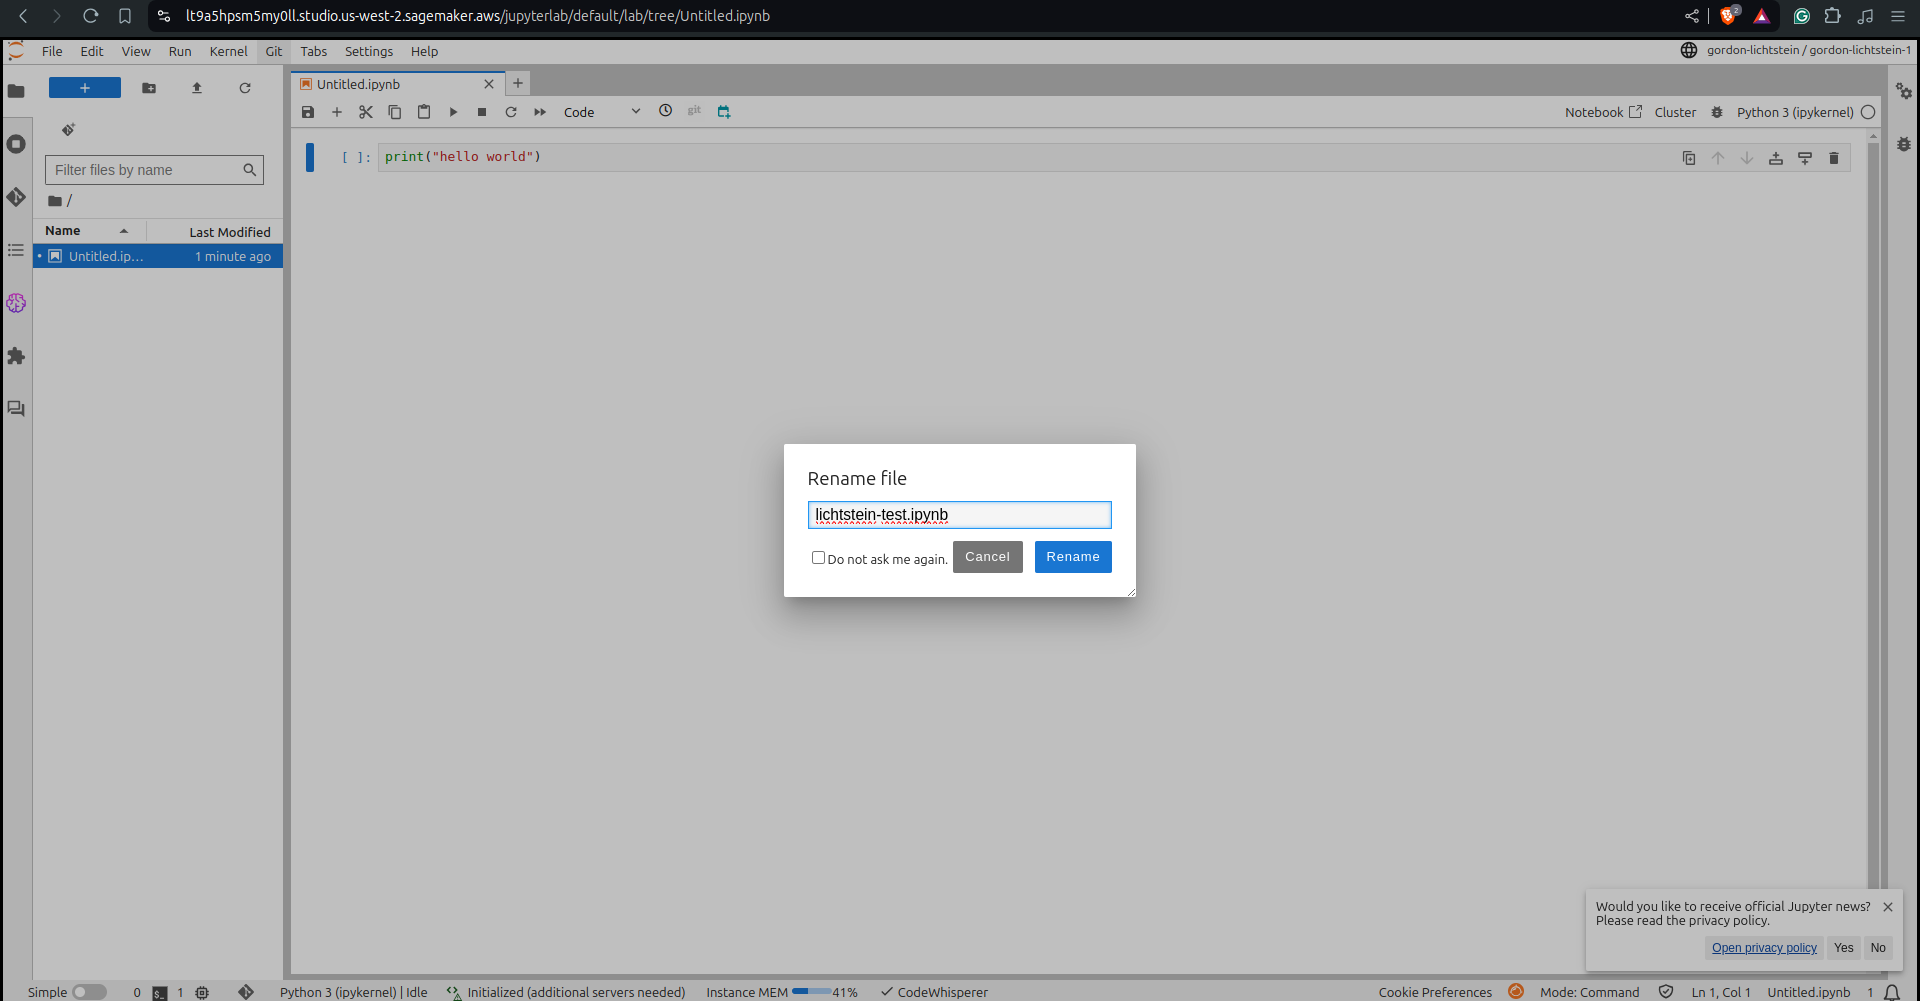 lt9a5hpsm5my0ll.studio.us-west-2.sagemaker.aws/jupyterlab/default/lab/tree/Untitled.ipynb
2
File Edit View Run Kernel Git Tabs Settings Help
gordon-lichtstein / gordon-lichtstein-1
Untitled.ipynb
Code
git
Notebook Cluster Python 3 (ipykernel)
Filter files by name
/
Name Last Modified
Untitled.ip... 1 minute ago
[ ]: print("hello world")
Rename file
lichtstein-test.ipynb
Do not ask me again. Cancel Rename
Would you like to receive official Jupyter news?
Please read the privacy policy.
Open privacy policy Yes No
Simple 0 $_ 1 Python 3 (ipykernel) | Idle Initialized (additional servers needed) Instance MEM 41% CodeWhisperer Cookie Preferences Mode: Command Ln 1, Col 1 Untitled.ipynb 1